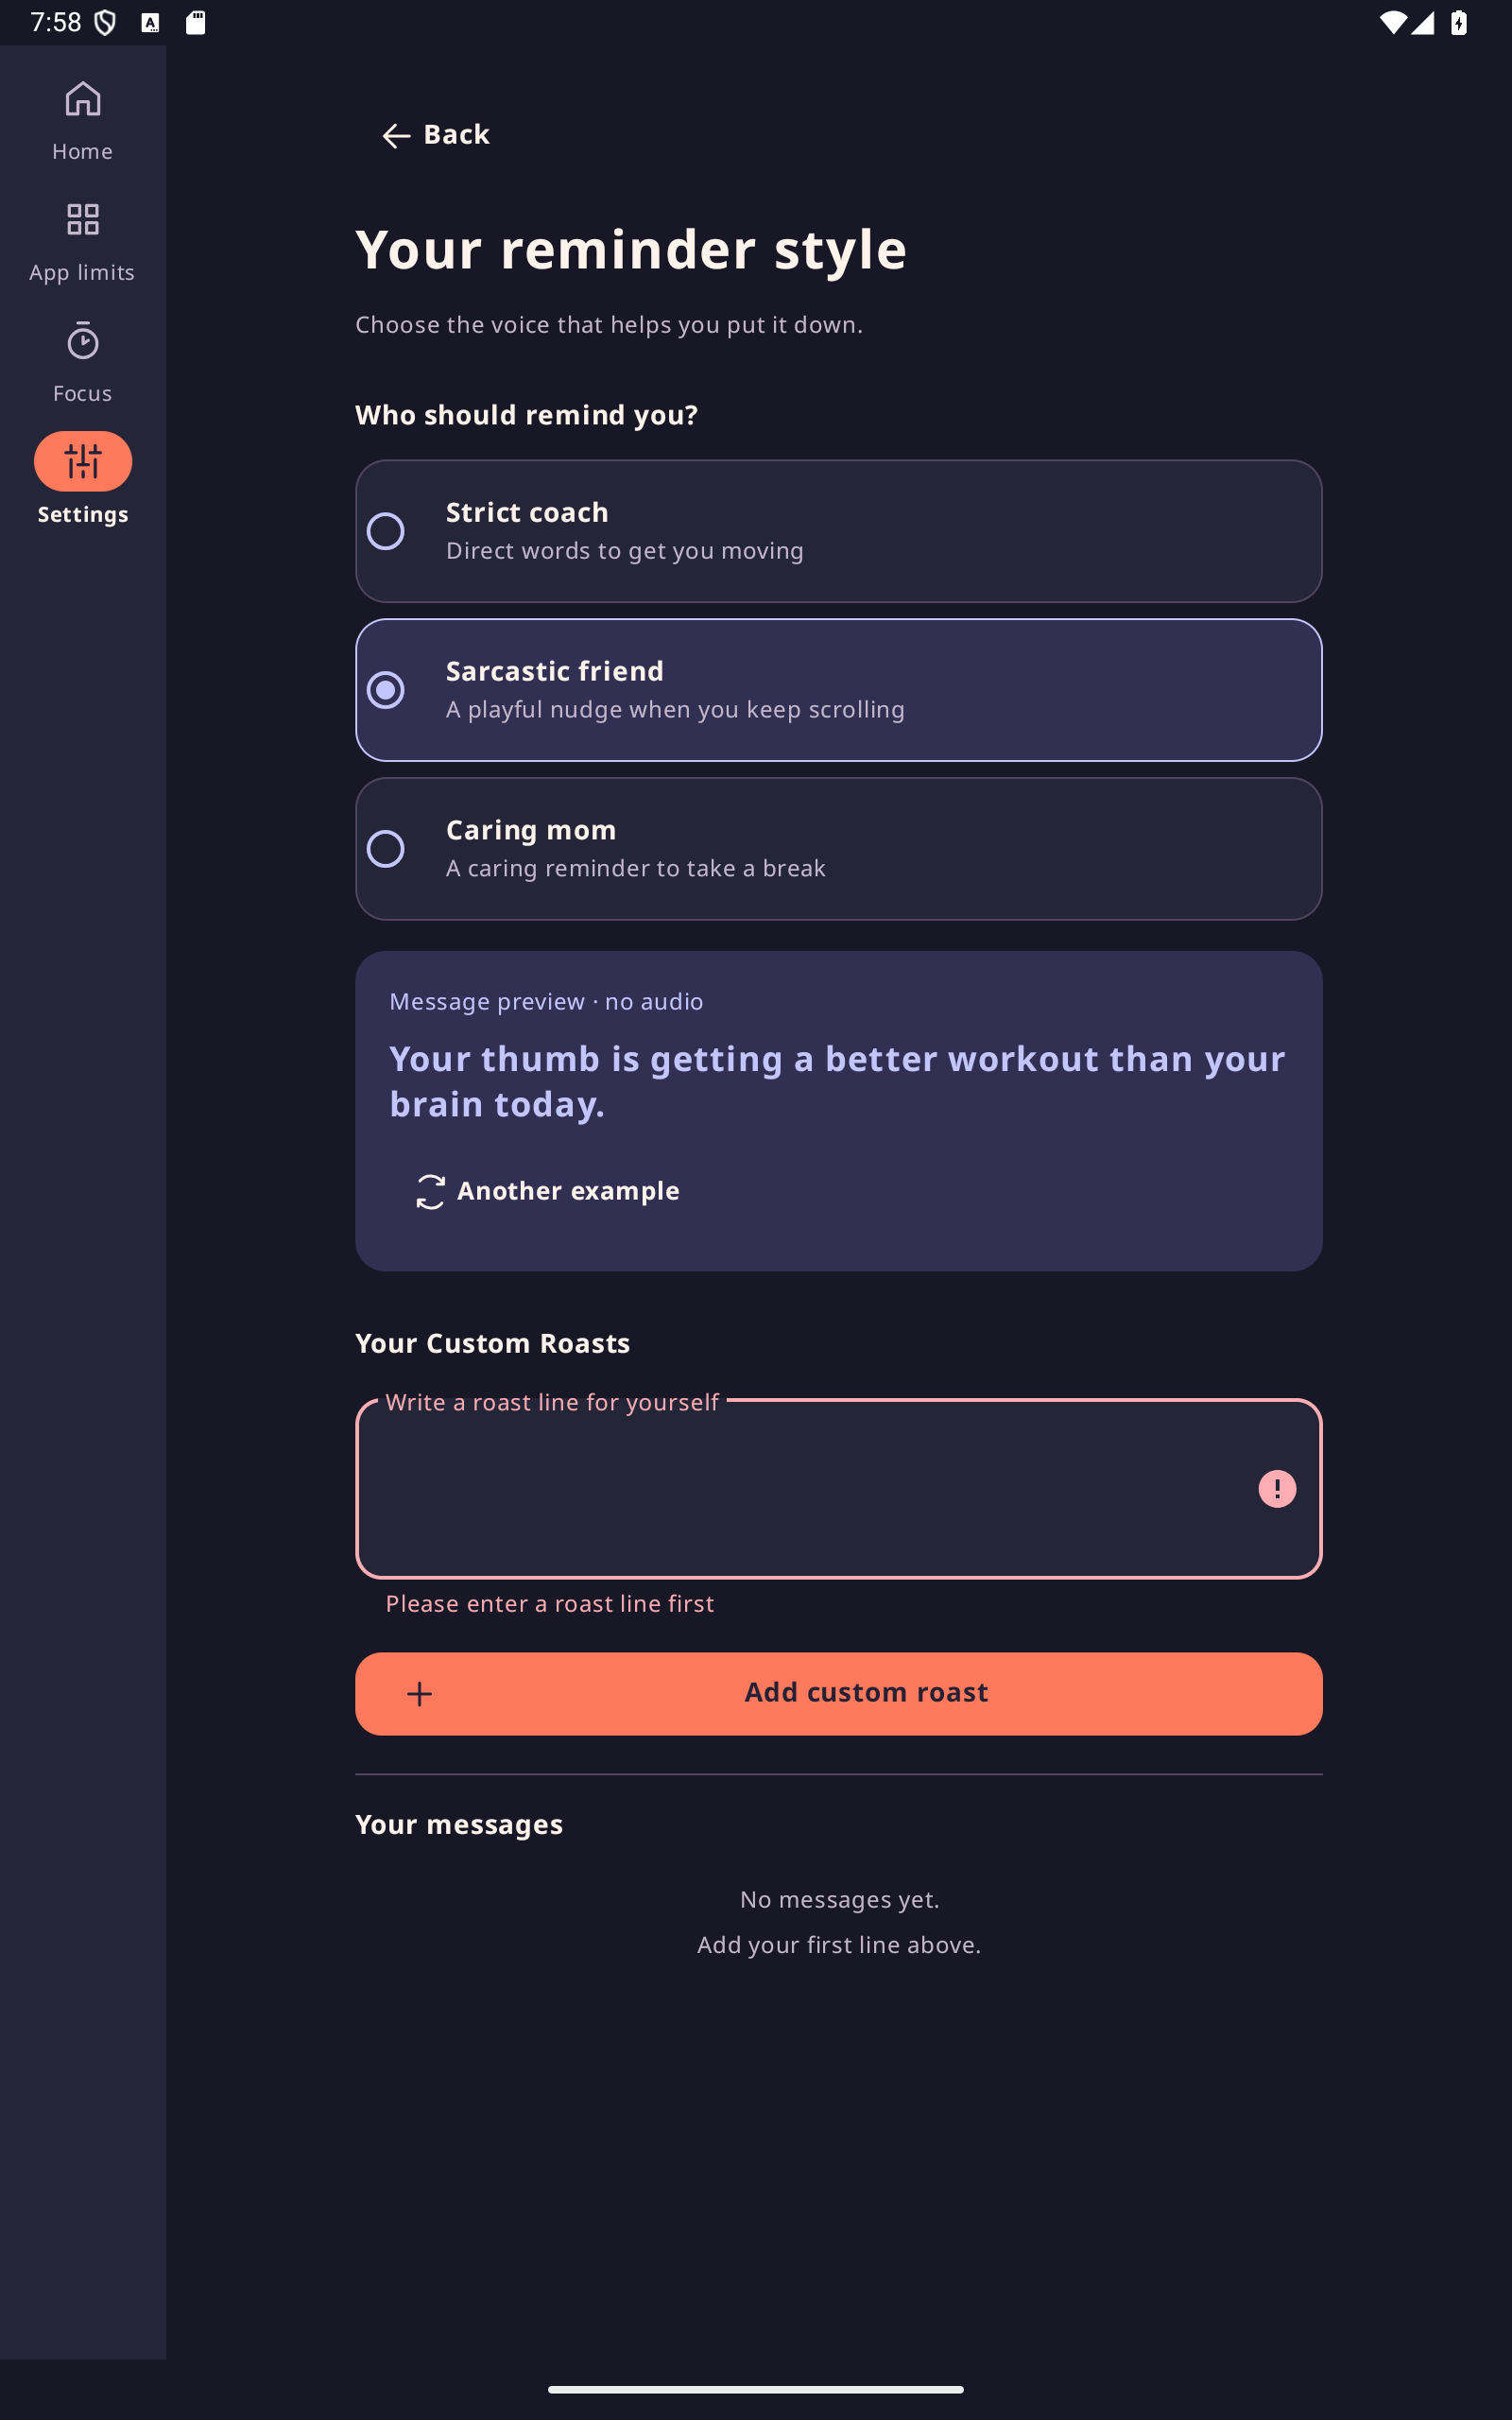 7:58
Home
App limits
Focus
Settings
Back
Your reminder style
Choose the voice that helps you put it down.
Who should remind you?
Strict coach
Direct words to get you moving
Sarcastic friend
A playful nudge when you keep scrolling
Caring mom
A caring reminder to take a break
Message preview · no audio
Your thumb is getting a better workout than your
brain today.
Another example
Your Custom Roasts
Write a roast line for yourself
Please enter a roast line first
Add custom roast
Your messages
No messages yet.
Add your first line above.